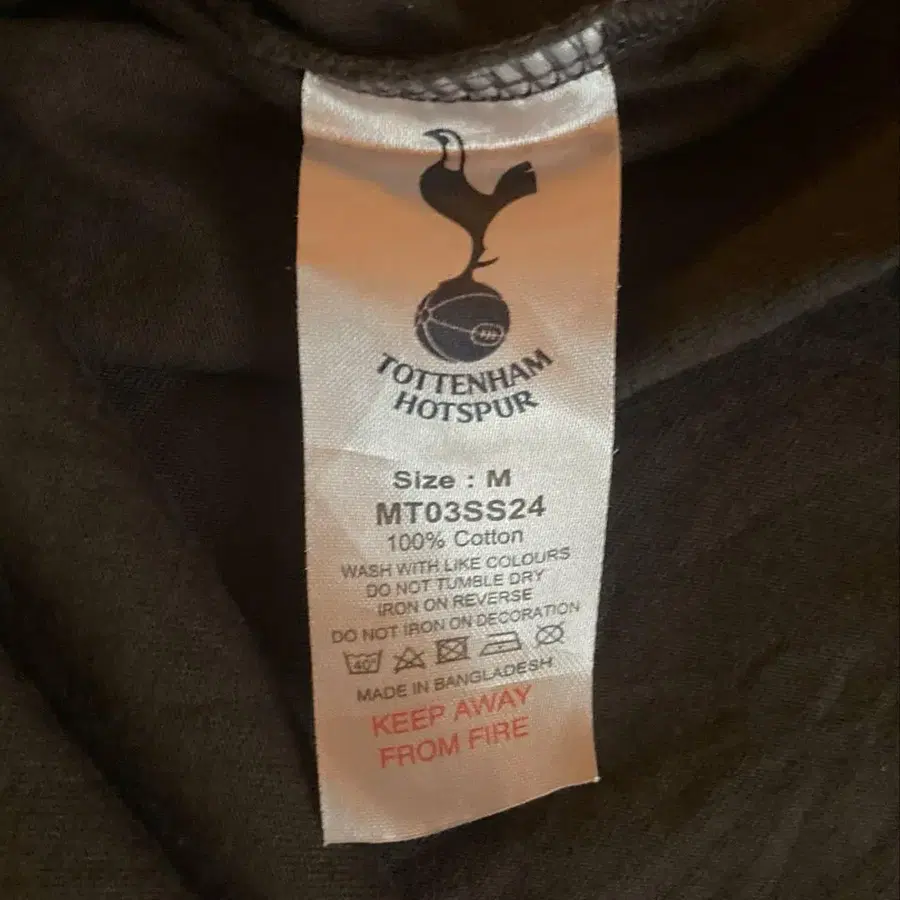 TOTTENHAM
HOTSPUR
Size : M
MT03SS24
100% Cotton
WASH WITH LIKE COLOURS
DO NOT TUMBLE DRY
IRON ON REVERSE
DO NOT IRON ON DECORATION
40°
MADE IN BANGLADESH
KEEP AWAY
FROM FIRE